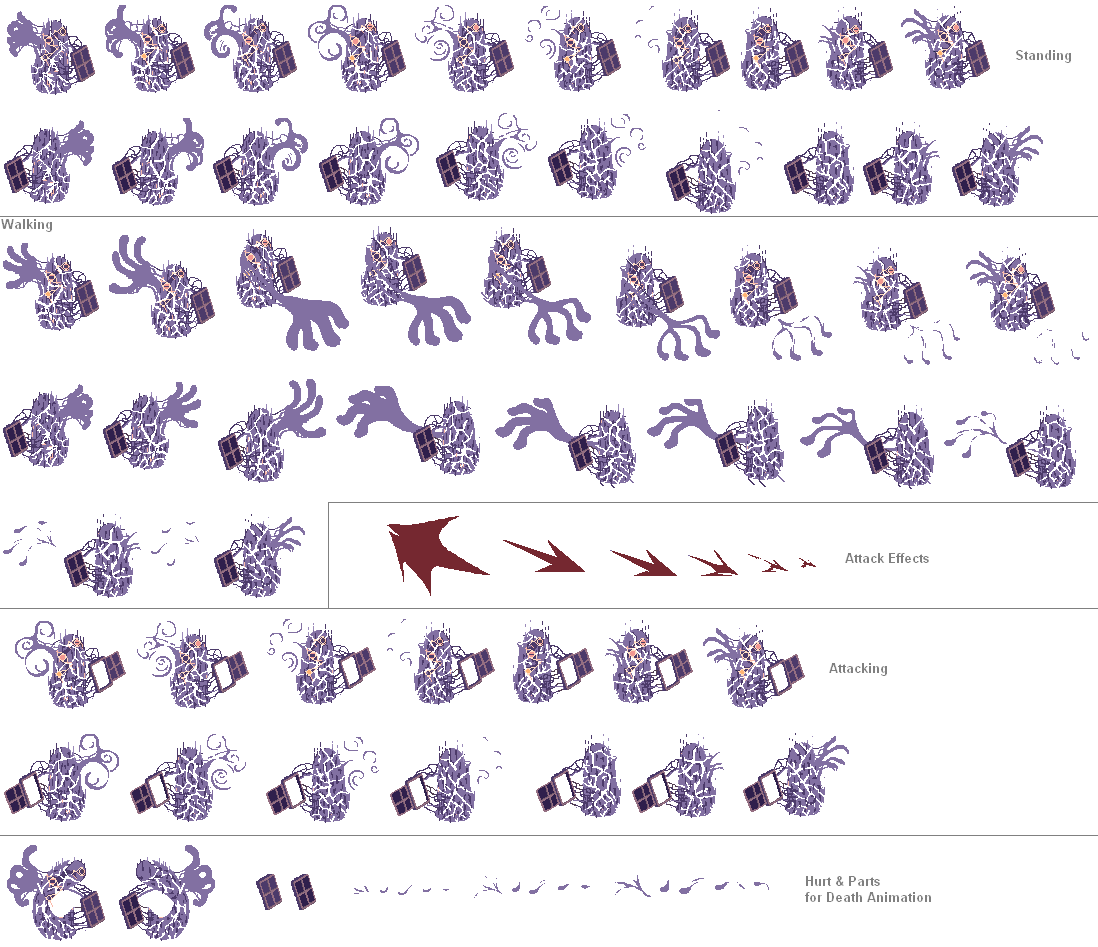 Standing
Walking
Attack Effects
Attacking
Hurt & Parts
for Death Animation